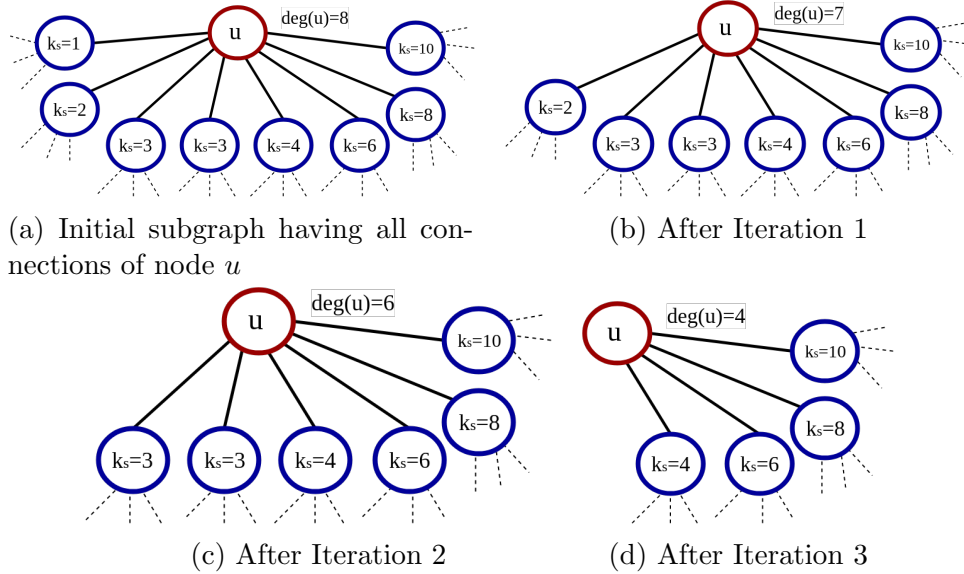 u deg(u)=8
kₛ=1 kₛ=10
kₛ=2 kₛ=8
kₛ=3 kₛ=3 kₛ=4 kₛ=6
(a) Initial subgraph having all con-
nections of node u
u deg(u)=7
kₛ=10
kₛ=2 kₛ=8
kₛ=3 kₛ=3 kₛ=4 kₛ=6
(b) After Iteration 1
u deg(u)=6
kₛ=10
kₛ=8
kₛ=3 kₛ=3 kₛ=4 kₛ=6
(c) After Iteration 2
u deg(u)=4
kₛ=10
kₛ=8
kₛ=4 kₛ=6
(d) After Iteration 3